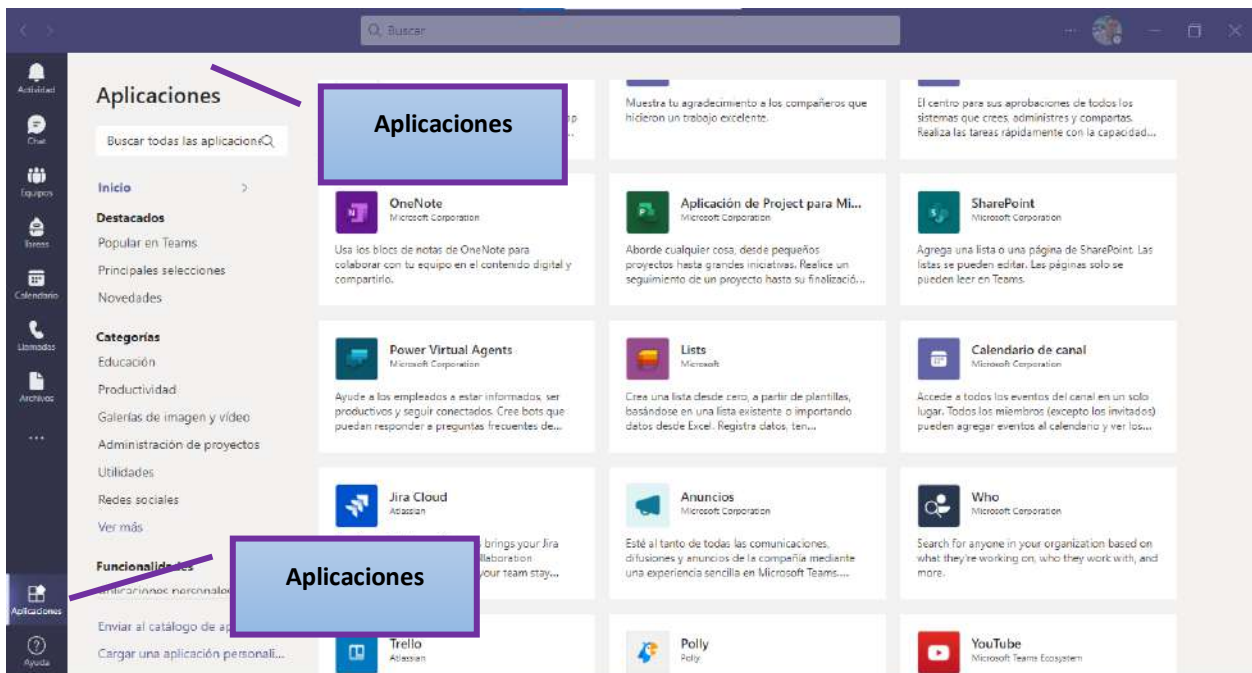 Buscar
Actividad
Chat
Equipos
Tareas
Calendario
Llamadas
Archivos
Aplicaciones
Ayuda
Aplicaciones
Buscar todas las aplicacion
Inicio
Destacados
Popular en Teams
Principales selecciones
Novedades
Categorías
Educación
Productividad
Galerías de imagen y vídeo
Administración de proyectos
Utilidades
Redes sociales
Ver más
Funcionalidades
Aplicaciones personales
Enviar al catálogo de ap
Cargar una aplicación personali...
Aplicaciones
Aplicaciones
Muestra tu agradecimiento a los compañeros que
hicieron un trabajo excelente.
El centro para sus aprobaciones de todos los
sistemas que crees, administres y compartas.
Realiza las tareas rápidamente con la capacidad...
OneNote
Microsoft Corporation
Usa los blocs de notas de OneNote para
colaborar con tu equipo en el contenido digital y
compartirlo.
Aplicación de Project para Mi...
Microsoft Corporation
Aborde cualquier cosa, desde pequeños
proyectos hasta grandes iniciativas. Realice un
seguimiento de un proyecto hasta su finalizació...
SharePoint
Microsoft Corporation
Agrega una lista o una página de SharePoint. Las
listas se pueden editar. Las páginas solo se
pueden leer en Teams.
Power Virtual Agents
Microsoft Corporation
Ayude a los empleados a estar informados, ser
productivos y seguir conectados. Cree bots que
puedan responder a preguntas frecuentes de...
Lists
Microsoft
Crea una lista desde cero, a partir de plantillas,
basándose en una lista existente o importando
datos desde Excel. Registra datos, ten...
Calendario de canal
Microsoft Corporation
Accede a todos los eventos del canal en un solo
lugar. Todos los miembros (excepto los invitados)
pueden agregar eventos al calendario y ver los...
Jira Cloud
Atlassian
brings your Jira
llaboration
your team stay...
Anuncios
Microsoft Corporation
Esté al tanto de todas las comunicaciones,
difusiones y anuncios de la compañía mediante
una experiencia sencilla en Microsoft Teams....
Who
Microsoft Corporation
Search for anyone in your organization based on
what they're working on, who they work with, and
more.
Trello
Atlassian
Polly
Polly
YouTube
Microsoft Teams Ecosystem